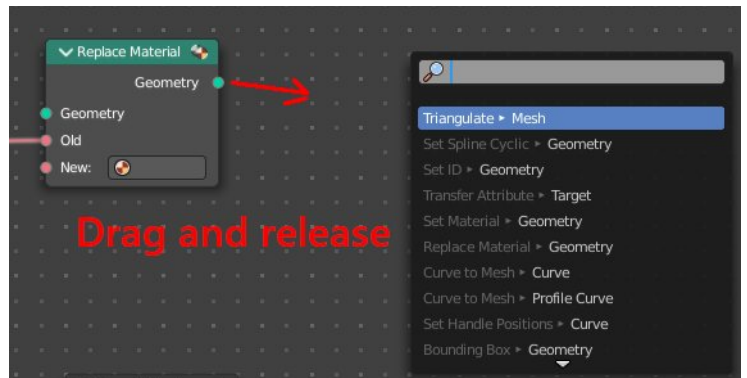 Replace Material
Geometry
Geometry
Old
New:
Drag and release
Triangulate ▸ Mesh
Set Spline Cyclic ▸ Geometry
Set ID ▸ Geometry
Transfer Attribute ▸ Target
Set Material ▸ Geometry
Replace Material ▸ Geometry
Curve to Mesh ▸ Curve
Curve to Mesh ▸ Profile Curve
Set Handle Positions ▸ Curve
Bounding Box ▸ Geometry